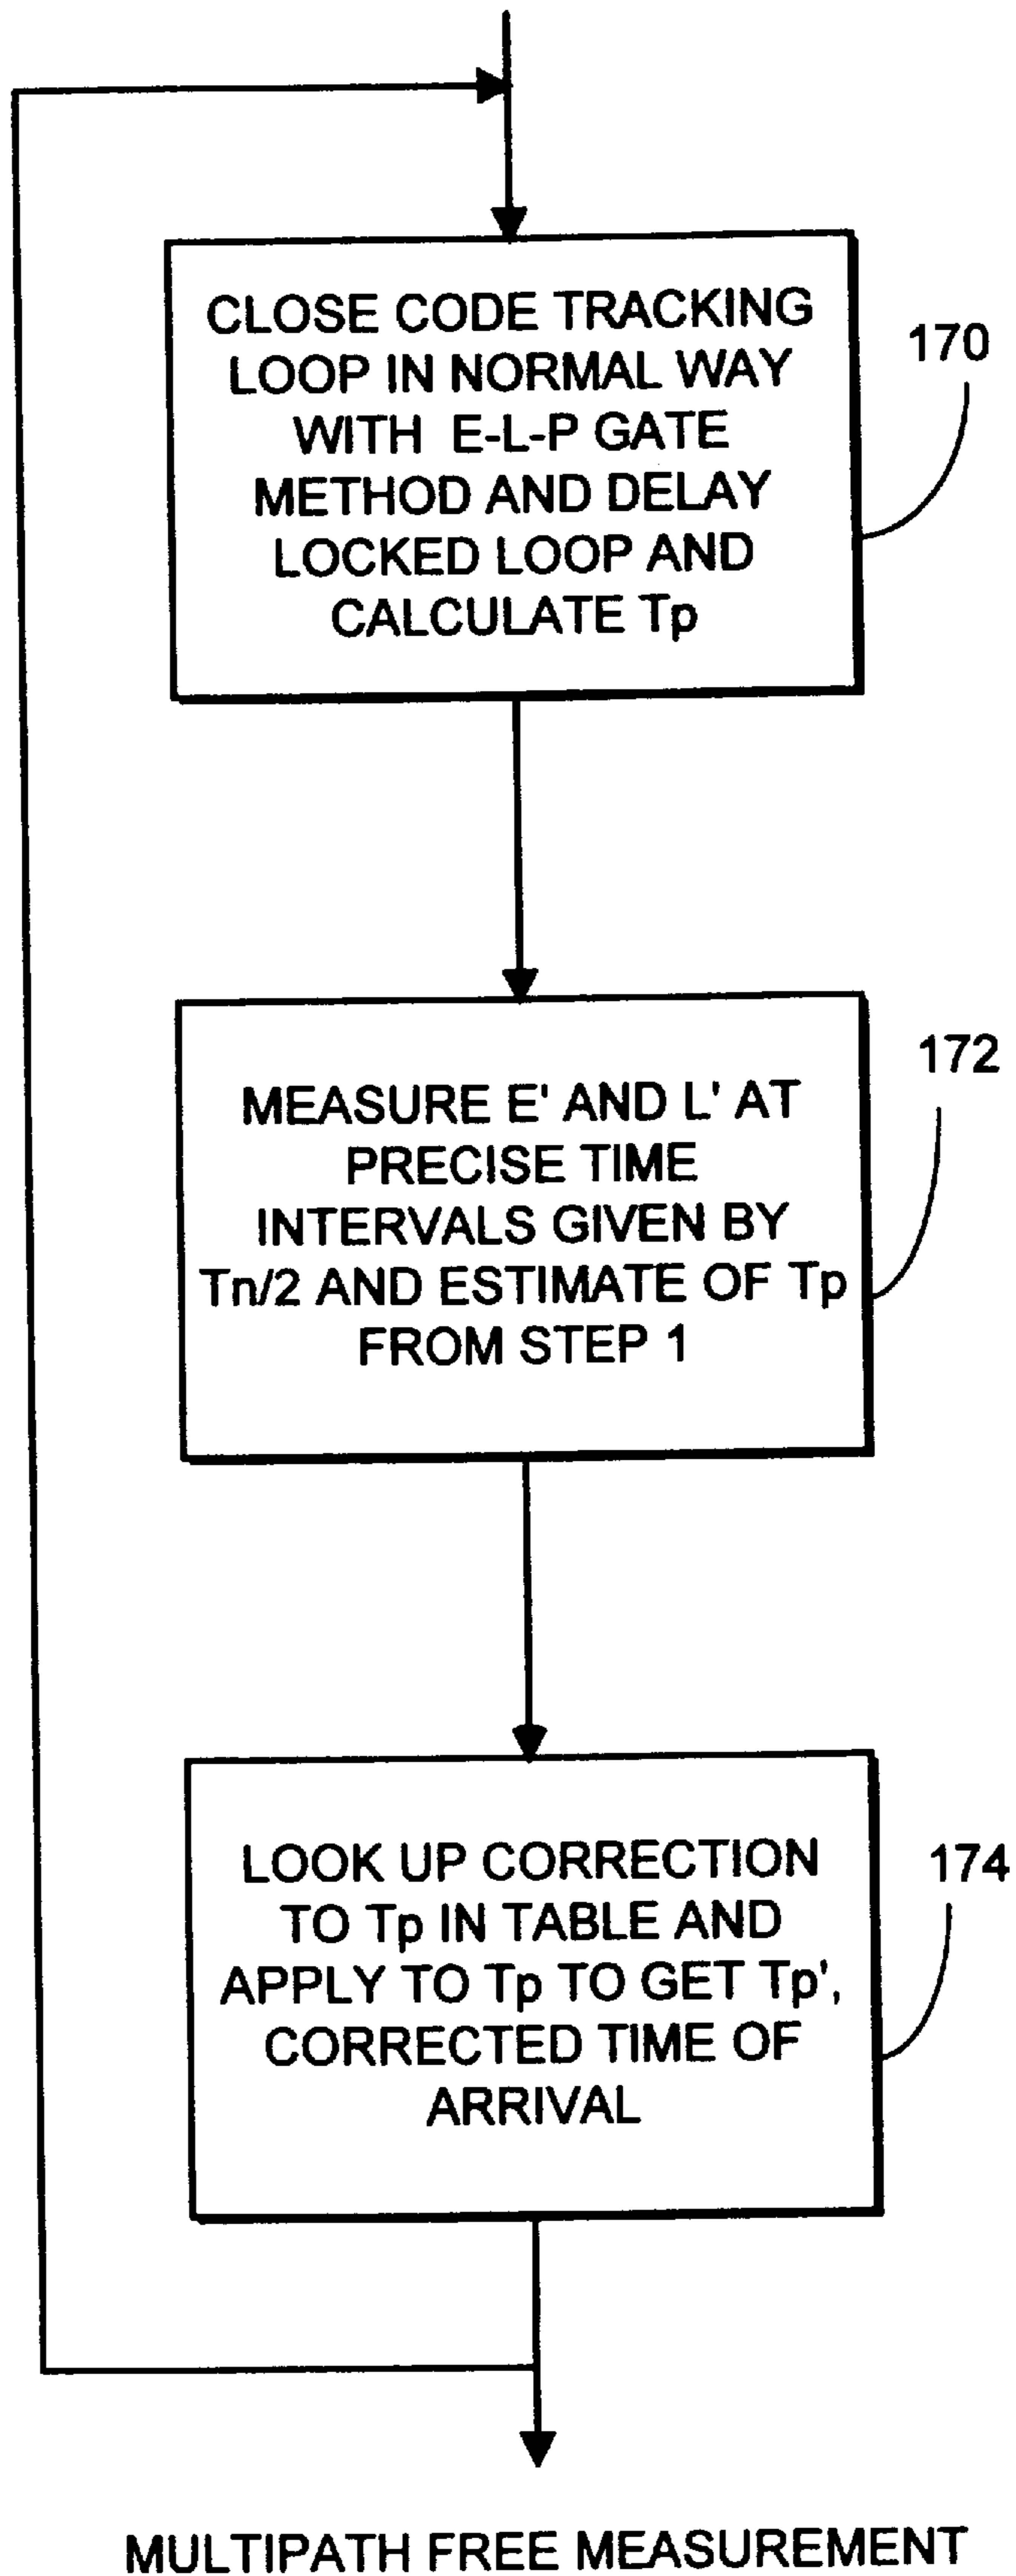 CLOSE CODE TRACKING
LOOP IN NORMAL WAY
WITH E-L-P GATE
METHOD AND DELAY
LOCKED LOOP AND
CALCULATE Tp
170
MEASURE E' AND L' AT
PRECISE TIME
INTERVALS GIVEN BY
Tn/2 AND ESTIMATE OF Tp
FROM STEP 1
172
LOOK UP CORRECTION
TO Tp IN TABLE AND
APPLY TO Tp TO GET Tp',
CORRECTED TIME OF
ARRIVAL
174
MULTIPATH FREE MEASUREMENT